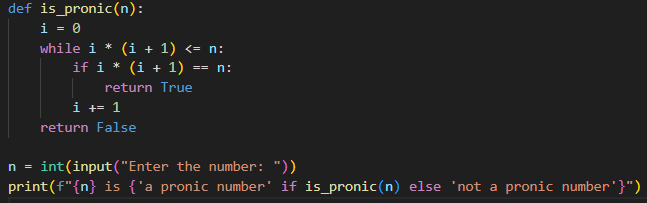 def is_pronic(n):
    i = 0
    while i * (i + 1) <= n:
        if i * (i + 1) == n:
            return True
        i += 1
    return False

n = int(input("Enter the number: "))
print(f"{n} is {'a pronic number' if is_pronic(n) else 'not a pronic number'}")